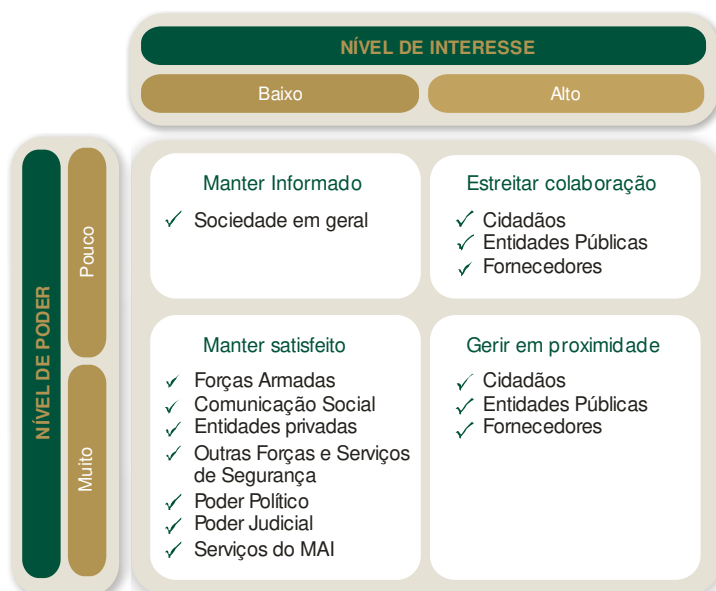 NÍVEL DE INTERESSE
Baixo
Alto
NÍVEL DE PODER
Pouco
Manter Informado
Sociedade em geral
Estreitar colaboração
Cidadãos
Entidades Públicas
Fornecedores
Muito
Manter satisfeito
Forças Armadas
Comunicação Social
Entidades privadas
Outras Forças e Serviços
de Segurança
Poder Político
Poder Judicial
Serviços do MAI
Gerir em proximidade
Cidadãos
Entidades Públicas
Fornecedores